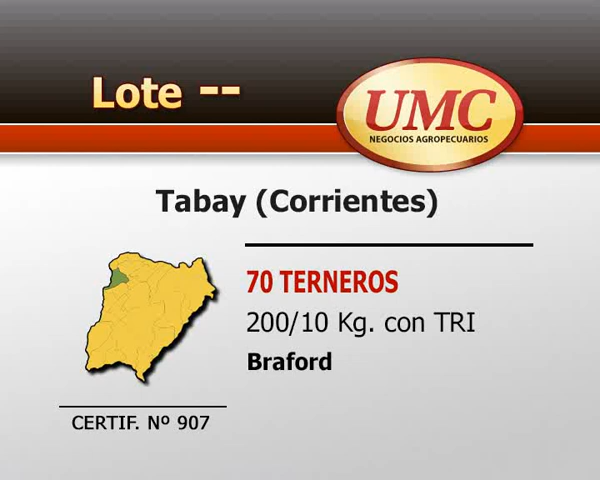 Lote --
UMC
NEGOCIOS AGROPECUARIOS
Tabay (Corrientes)
70 TERNEROS
200/10 Kg. con TRI
Braford
CERTIF. Nº 907